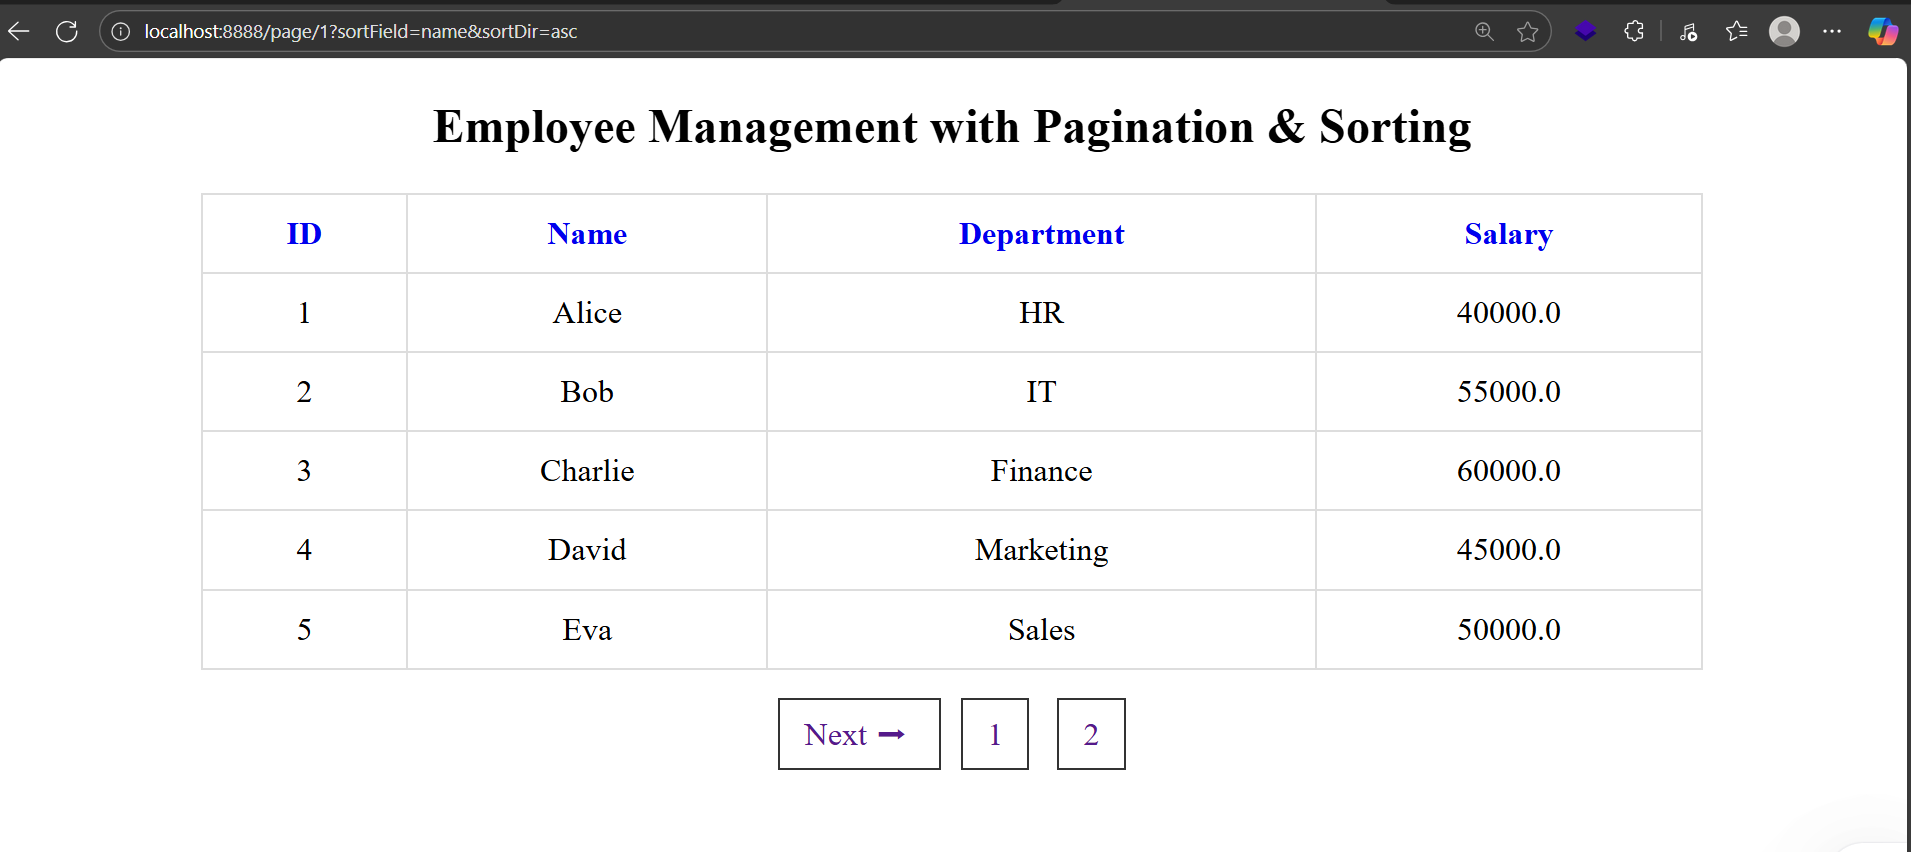 localhost:8888/page/1?sortField=name&sortDir=asc
Employee Management with Pagination & Sorting
ID Name Department Salary
1 Alice HR 40000.0
2 Bob IT 55000.0
3 Charlie Finance 60000.0
4 David Marketing 45000.0
5 Eva Sales 50000.0
Next → 1 2